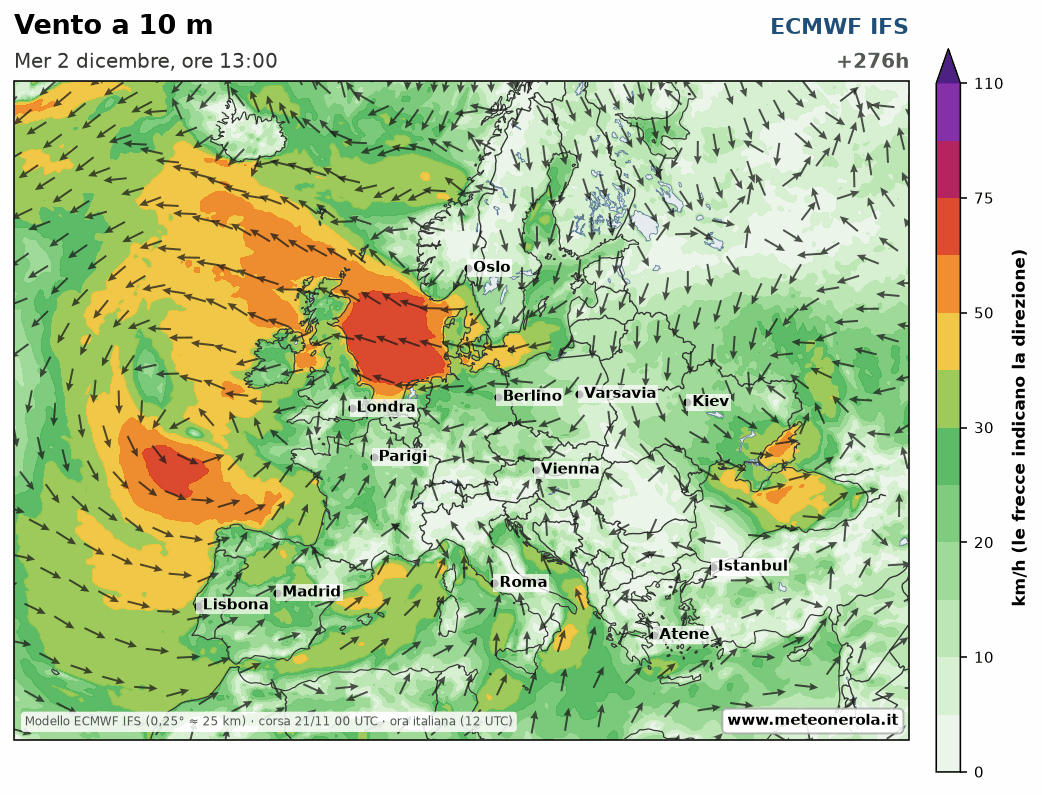 Vento a 10 m
ECMWF IFS
Mer 2 dicembre, ore 13:00
+276h
110
75
50
30
20
10
0
km/h (le frecce indicano la direzione)
Oslo
Londra
Berlino
Varsavia
Kiev
Parigi
Vienna
Istanbul
Roma
Madrid
Lisbona
Atene
Modello ECMWF IFS (0,25° ≈ 25 km) · corsa 21/11 00 UTC · ora italiana (12 UTC)
www.meteonerola.it